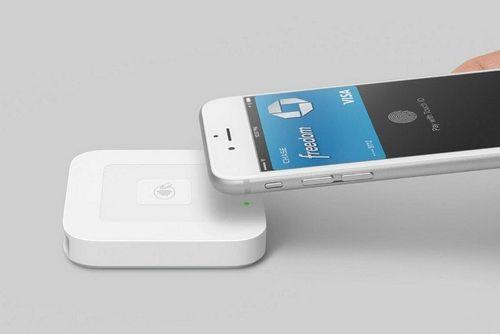 CHASE
freedom
VISA
Pay with Touch ID